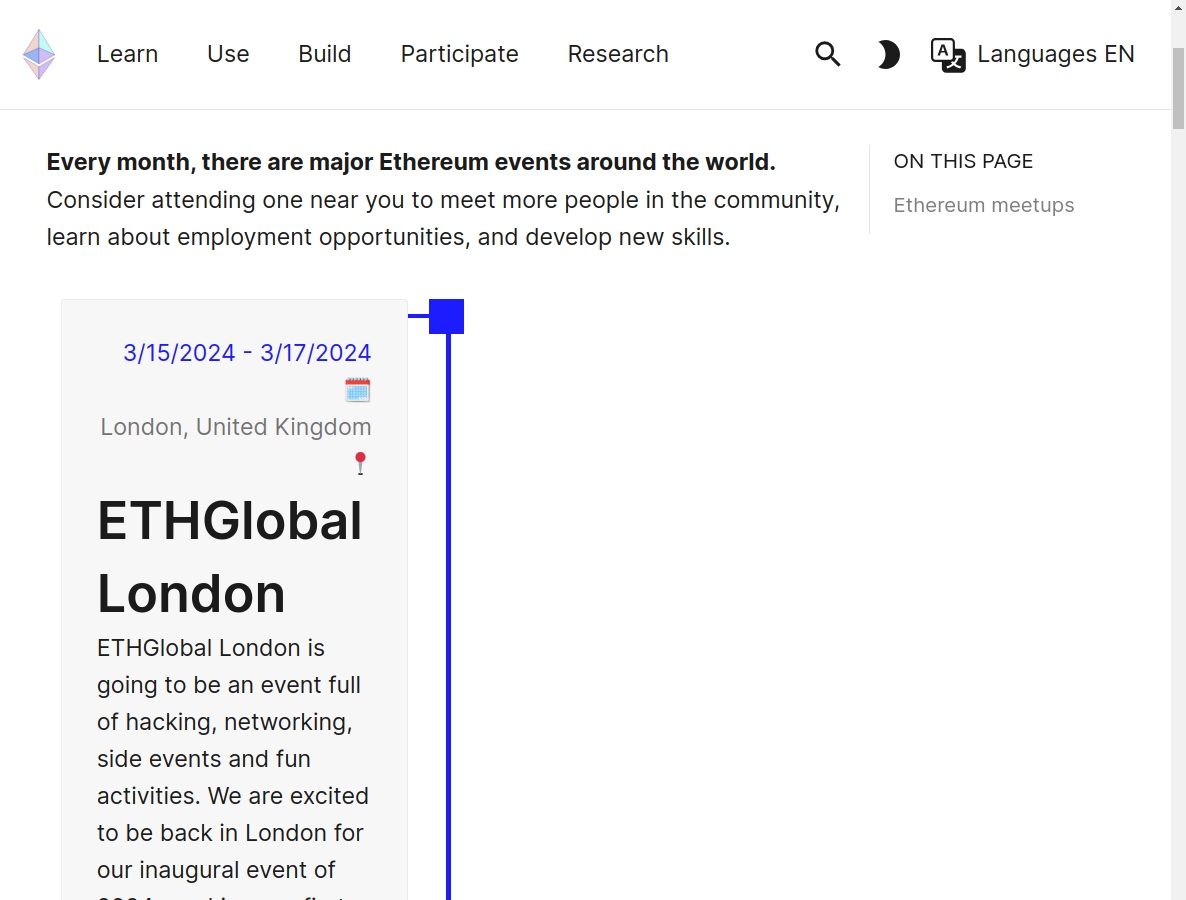 Learn Use Build Participate Research Languages EN
Every month, there are major Ethereum events around the world.
Consider attending one near you to meet more people in the community,
learn about employment opportunities, and develop new skills.
ON THIS PAGE
Ethereum meetups
3/15/2024 - 3/17/2024
London, United Kingdom
ETHGlobal
London
ETHGlobal London is
going to be an event full
of hacking, networking,
side events and fun
activities. We are excited
to be back in London for
our inaugural event of